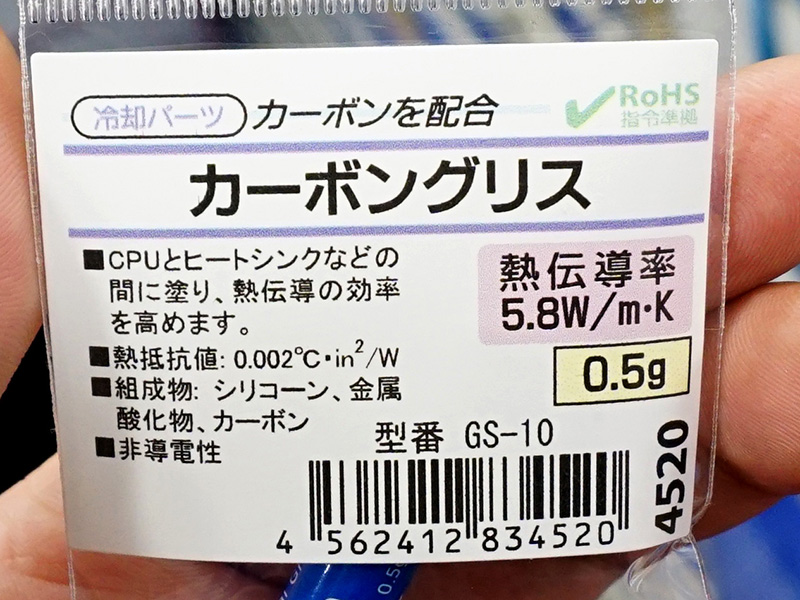 冷却パーツ カーボンを配合
RoHS
指令準拠
カーボングリス
■CPUとヒートシンクなどの
間に塗り、熱伝導の効率
を高めます。
■熱抵抗値: 0.002℃・in²/W
■組成物: シリコーン、金属
酸化物、カーボン
■非導電性
熱伝導率
5.8W/m・K
0.5g
型番 GS-10
4520
4 562412 834520
0.5g